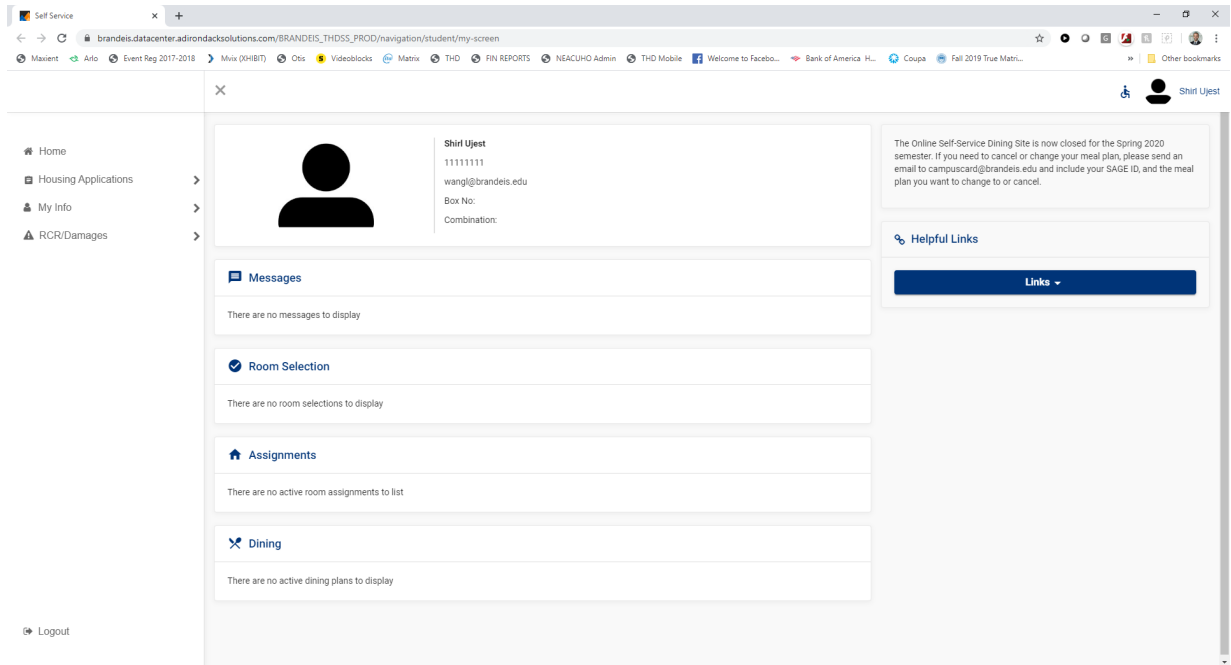 Self Service
brandeis.datacenter.adirondacksolutions.com/BRANDEIS_THDSS_PROD/navigation/student/my-screen
Maxient Arlo Event Reg 2017-2018 Mvix (XHIBIT) Otis Videoblocks Matrix THD FIN REPORTS NEACUHO Admin THD Mobile Welcome to Facebo... Bank of America H... Coupa Fall 2019 True Matri... » Other bookmarks
Shirl Ujest
Home
Housing Applications
My Info
RCR/Damages
Logout
Shirl Ujest
11111111
wangl@brandeis.edu
Box No:
Combination:
Messages
There are no messages to display
Room Selection
There are no room selections to display
Assignments
There are no active room assignments to list
Dining
There are no active dining plans to display
The Online Self-Service Dining Site is now closed for the Spring 2020
semester. If you need to cancel or change your meal plan, please send an
email to campuscard@brandeis.edu and include your SAGE ID, and the meal
plan you want to change to or cancel.
Helpful Links
Links